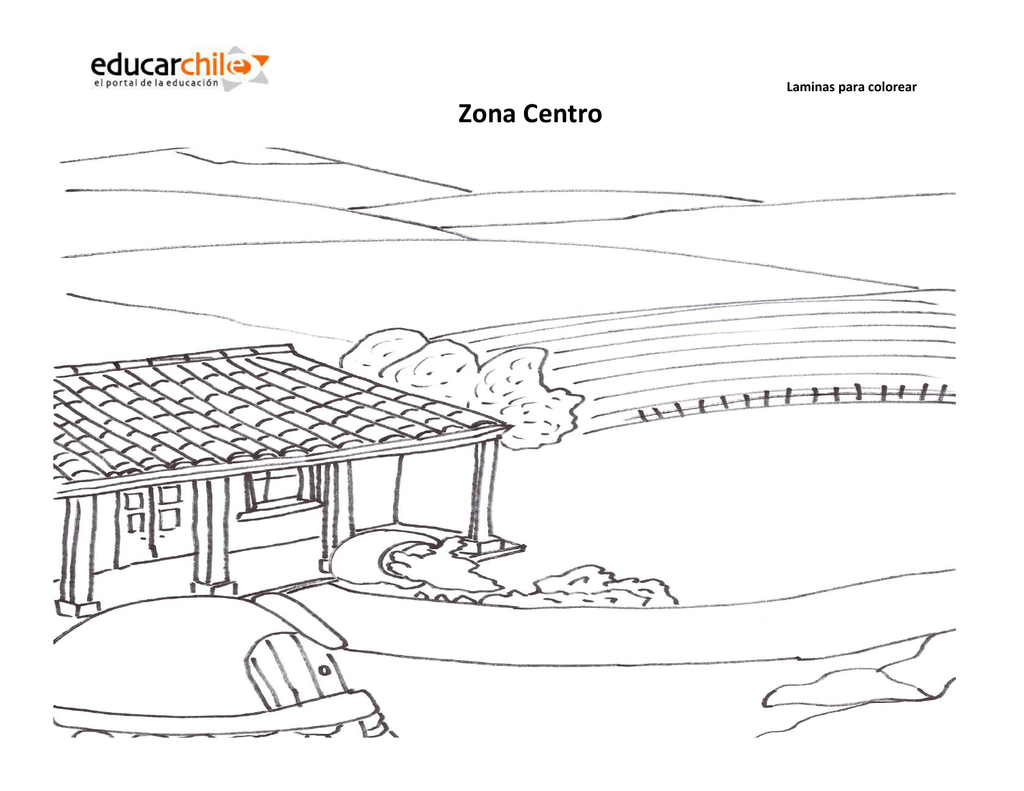 educarchile
el portal de la educación
Laminas para colorear
Zona Centro